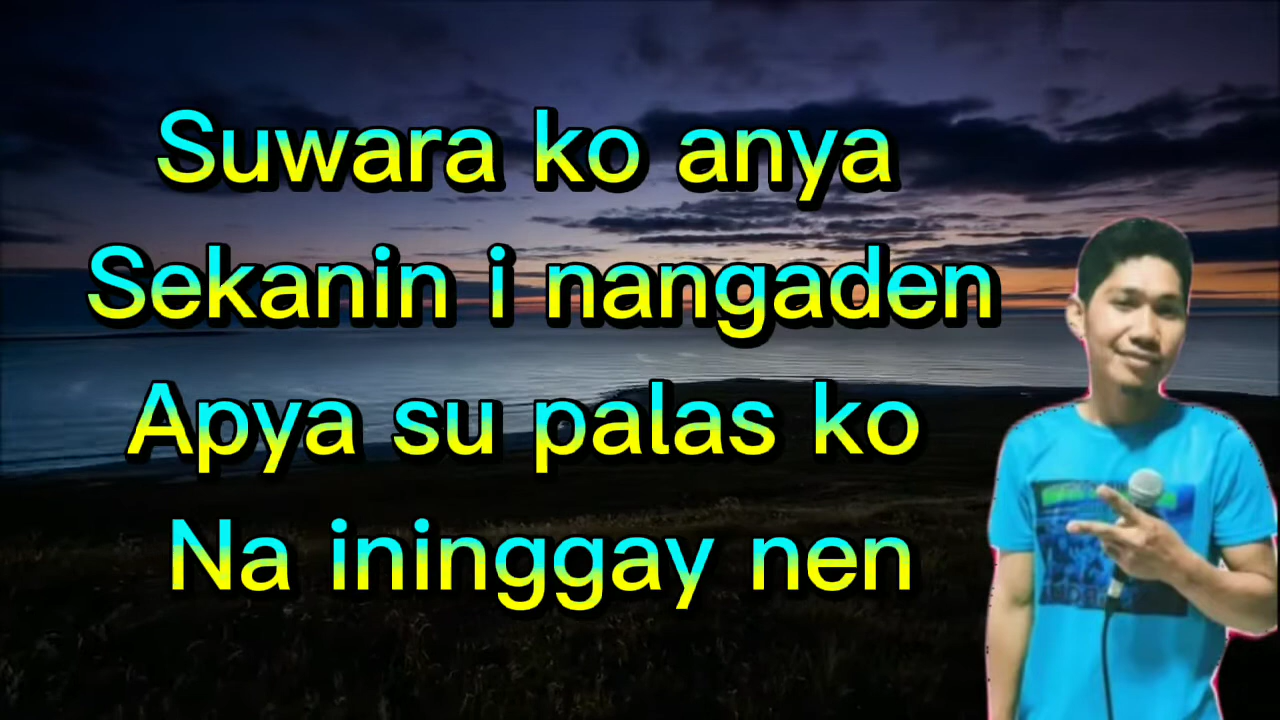 Suwara ko anya
Sekanin i nangaden
Apya su palas ko
Na ininggay nen